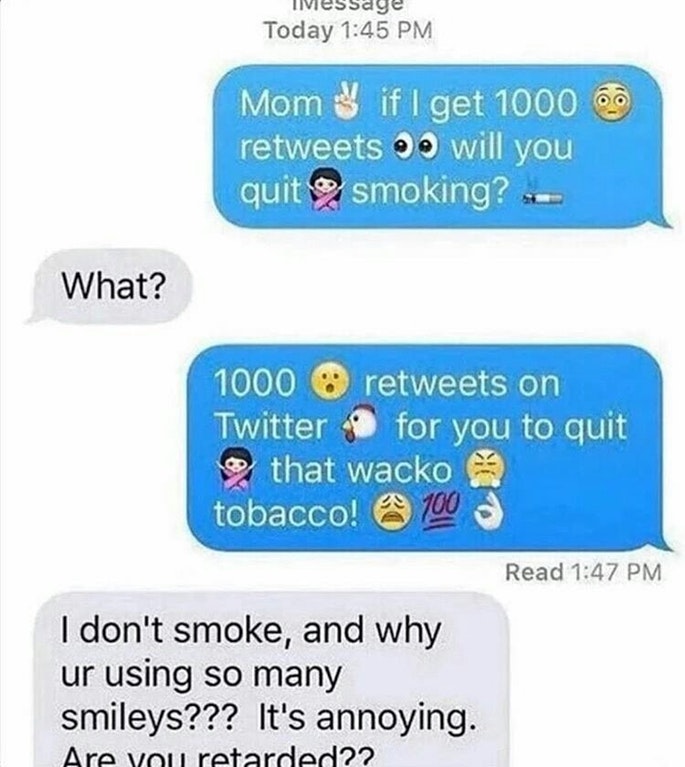 iMessage
Today 1:45 PM
Mom ✌🏻 if I get 1000 😳
retweets 👀 will you
quit 🙅🏻 smoking? 🚬
What?
1000 😮 retweets on
Twitter 🐔 for you to quit
🙅🏻 that wacko 😤
tobacco! 😩 💯 👌🏻
Read 1:47 PM
I don't smoke, and why
ur using so many
smileys??? It's annoying.
Are you retarded??